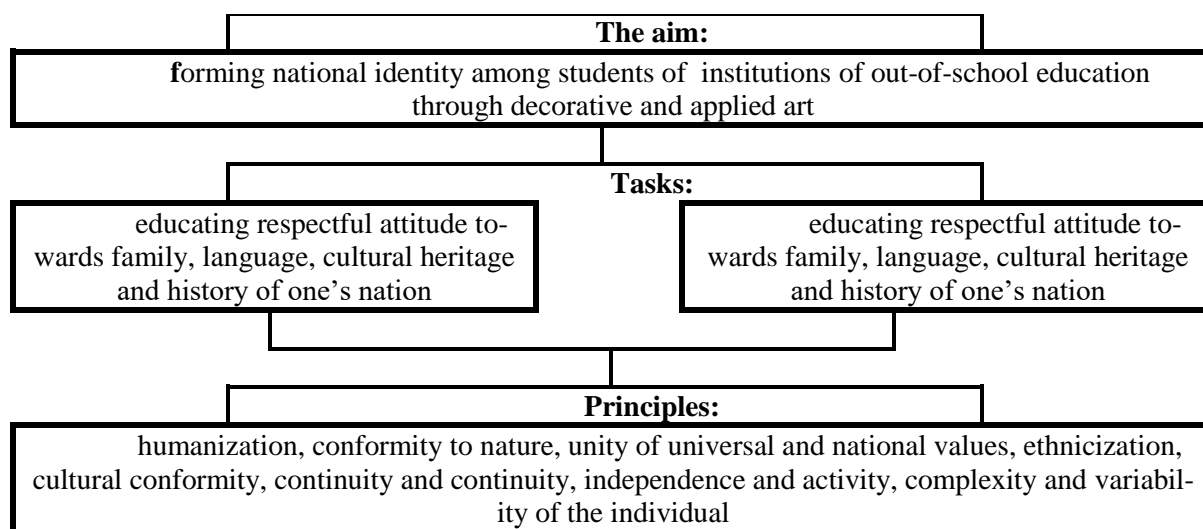 The aim:
forming national identity among students of institutions of out-of-school education
through decorative and applied art
Tasks:
educating respectful attitude to-
wards family, language, cultural heritage
and history of one’s nation
educating respectful attitude to-
wards family, language, cultural heritage
and history of one’s nation
Principles:
humanization, conformity to nature, unity of universal and national values, ethnicization,
cultural conformity, continuity and continuity, independence and activity, complexity and variabil-
ity of the individual